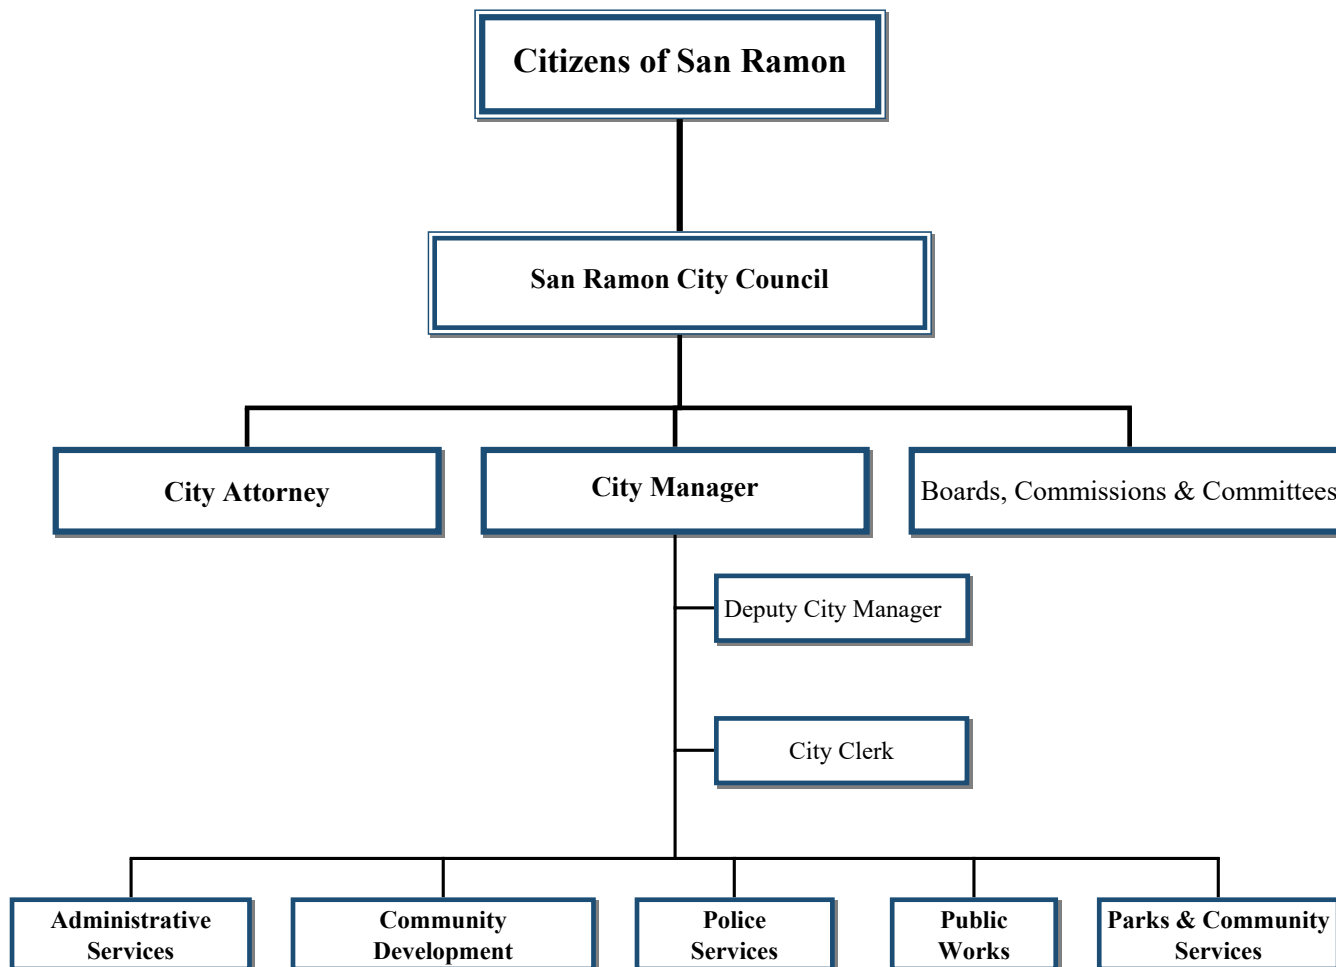 Citizens of San Ramon
San Ramon City Council
City Attorney
City Manager
Boards, Commissions & Committees
Deputy City Manager
City Clerk
Administrative
Services
Community
Development
Police
Services
Public
Works
Parks & Community
Services